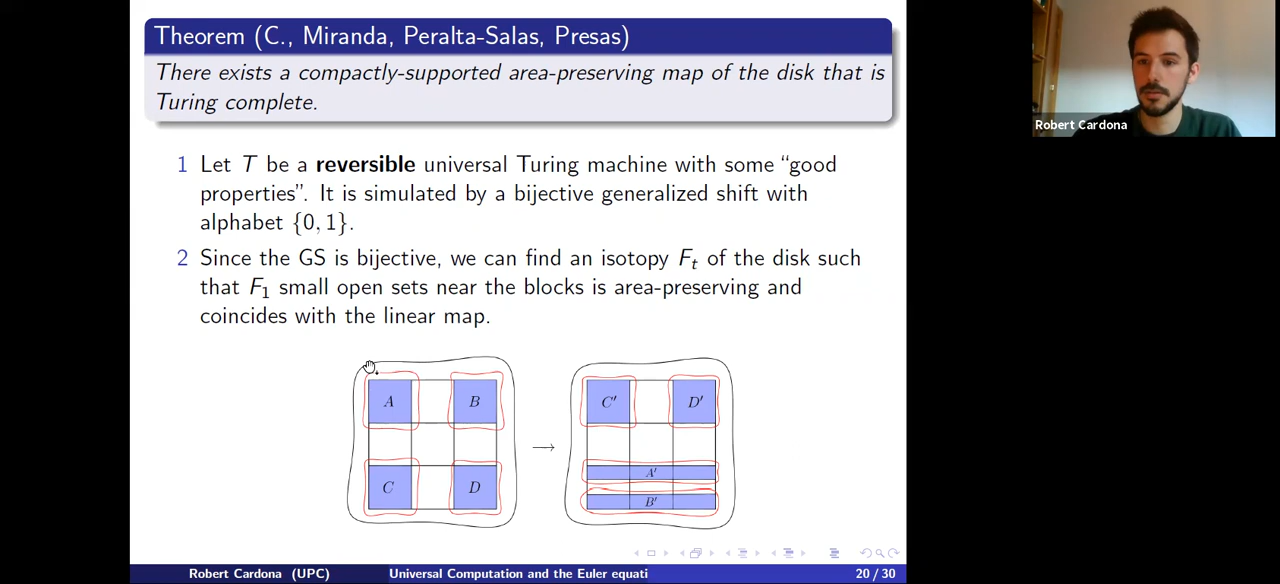 Theorem (C., Miranda, Peralta-Salas, Presas)
There exists a compactly-supported area-preserving map of the disk that is
Turing complete.
Robert Cardona
1 Let T be a reversible universal Turing machine with some “good
properties”. It is simulated by a bijective generalized shift with
alphabet {0, 1}.
2 Since the GS is bijective, we can find an isotopy Fₜ of the disk such
that F₁ small open sets near the blocks is area-preserving and
coincides with the linear map.
A B C′ D′
→
A′
C D
B′
Robert Cardona (UPC) Universal Computation and the Euler equati 20 / 30